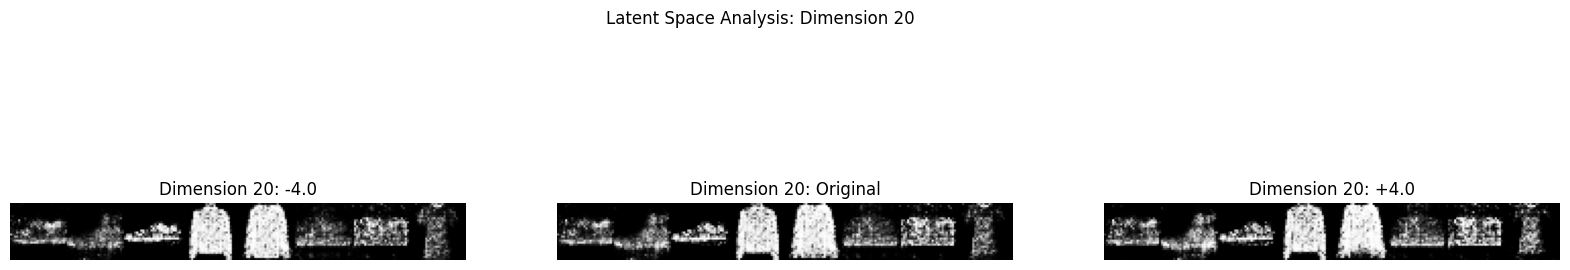 Latent Space Analysis: Dimension 20
Dimension 20: -4.0
Dimension 20: Original
Dimension 20: +4.0